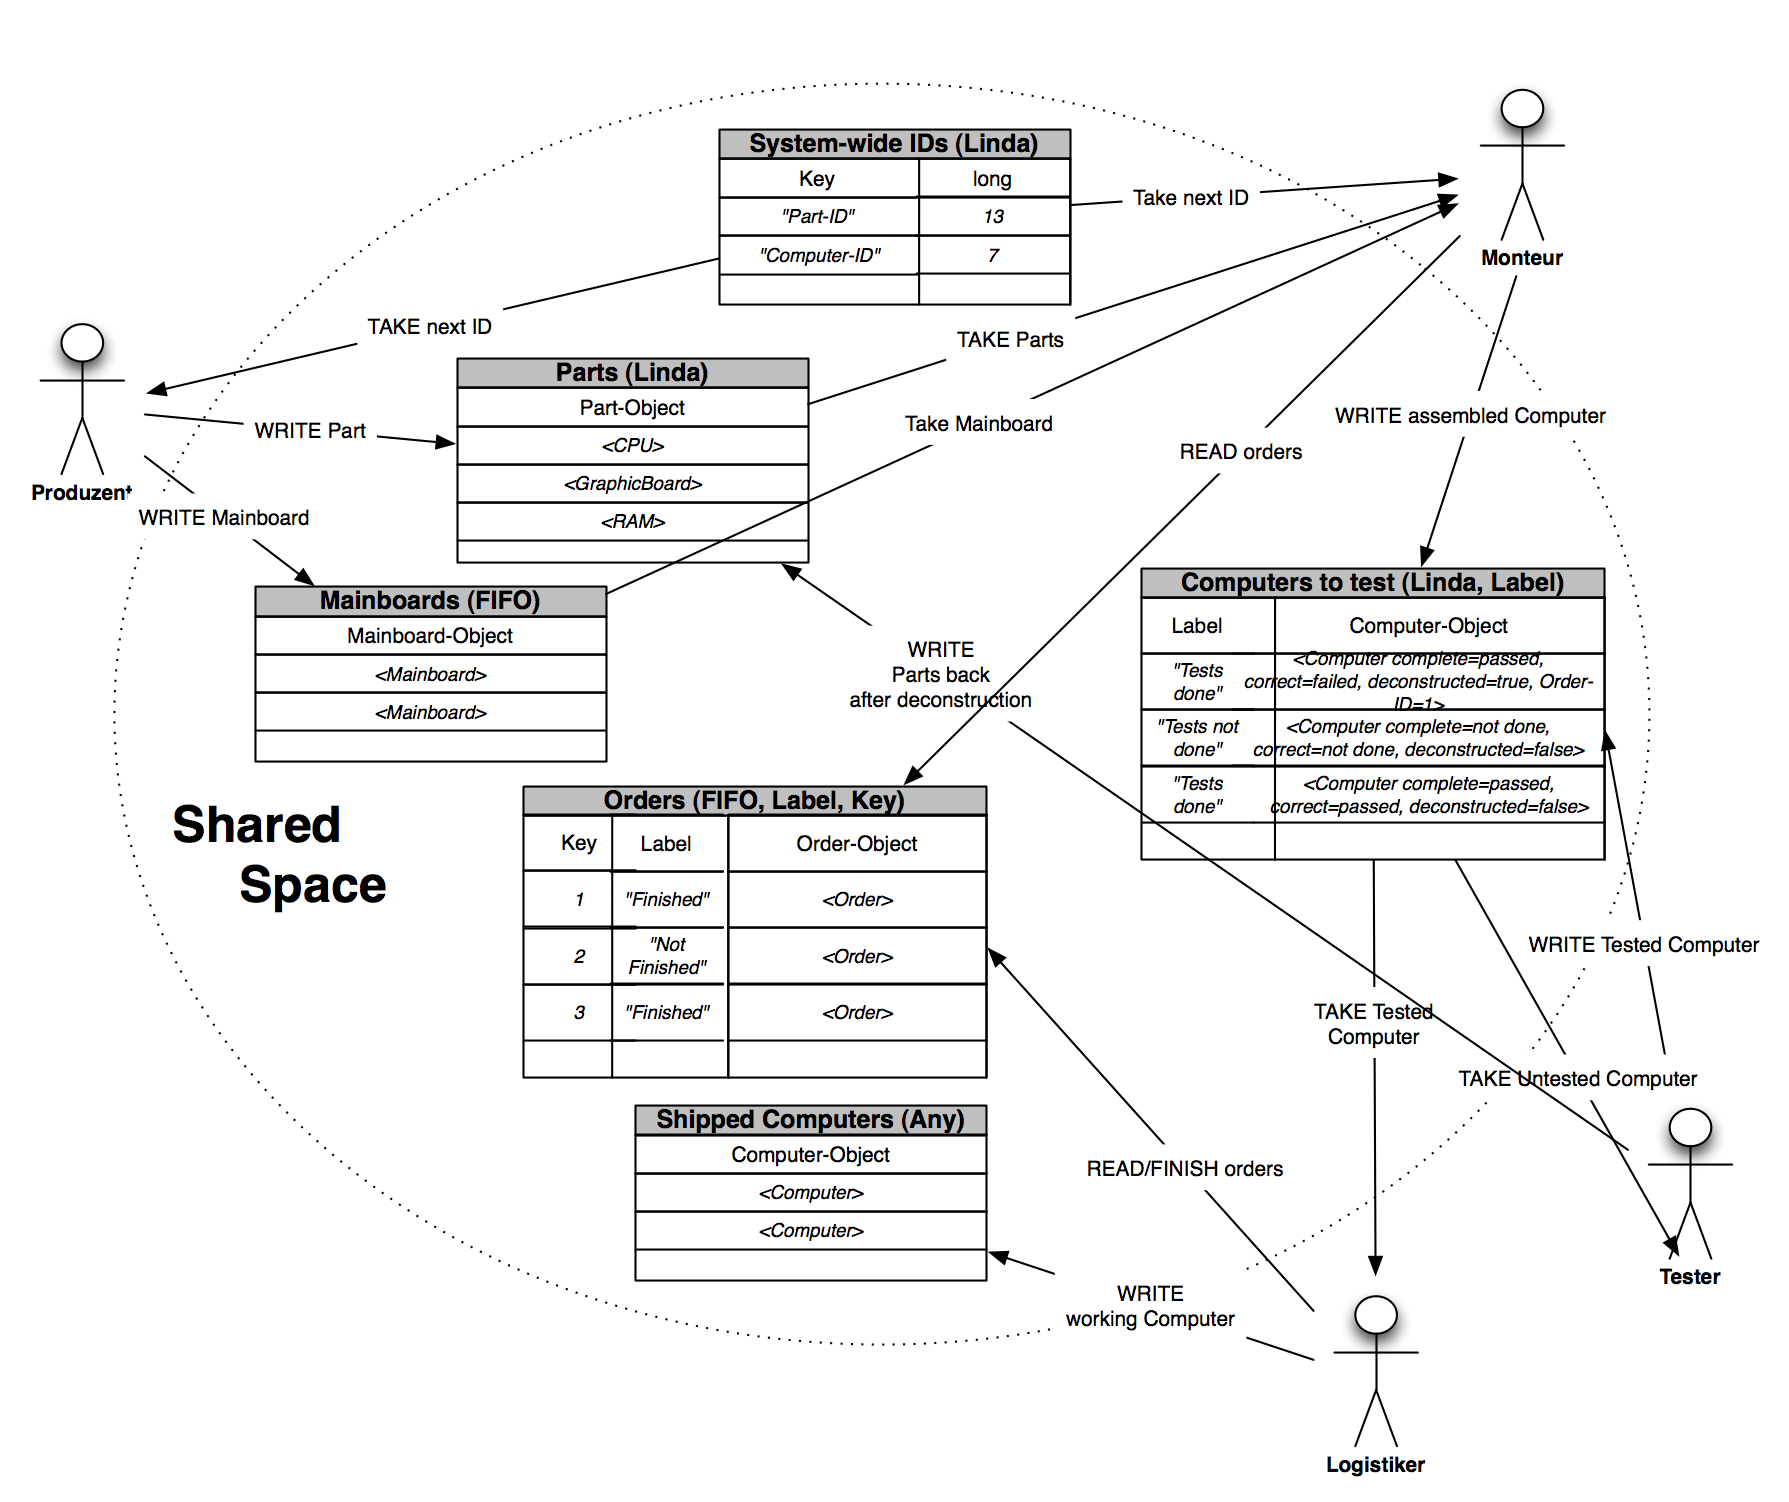 System-wide IDs (Linda)
Key long
"Part-ID" 13
"Computer-ID" 7
Take next ID
Monteur
TAKE next ID
TAKE Parts
Parts (Linda)
Part-Object
<CPU>
<GraphicBoard>
<RAM>
WRITE Part
Take Mainboard
READ orders
WRITE assembled Computer
Produzent
WRITE Mainboard
Mainboards (FIFO)
Mainboard-Object
<Mainboard>
<Mainboard>
WRITE
Parts back
after deconstruction
Computers to test (Linda, Label)
Label Computer-Object
"Tests
done"
<Computer complete=passed,
correct=failed, deconstructed=true, Order-
ID=1>
"Tests not
done"
<Computer complete=not done,
correct=not done, deconstructed=false>
"Tests
done"
<Computer complete=passed,
correct=passed, deconstructed=false>
Shared
Space
Orders (FIFO, Label, Key)
Key Label Order-Object
1 "Finished" <Order>
2 "Not
Finished" <Order>
3 "Finished" <Order>
WRITE Tested Computer
TAKE Tested
Computer
TAKE Untested Computer
Shipped Computers (Any)
Computer-Object
<Computer>
<Computer>
READ/FINISH orders
WRITE
working Computer
Tester
Logistiker